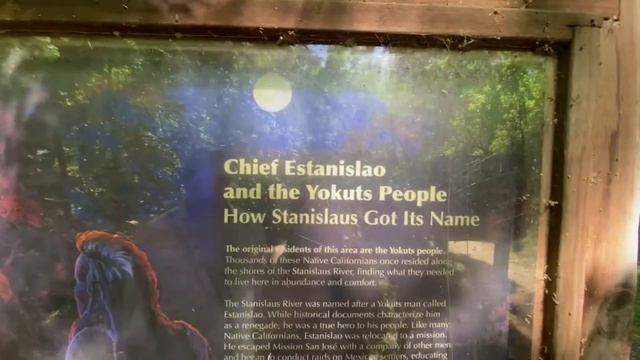 Chief Estanislao
and the Yokuts People
How Stanislaus Got Its Name
The original residents of this area are the Yokuts people.
Thousands of these Native Californians once resided along
the shores of the Stanislaus River, finding what they needed
to live here in abundance and comfort.
The Stanislaus River was named after a Yokuts man called
Estanislao. While historical documents characterize him
as a renegade, he was a true hero to his people. Like many
Native Californians, Estanislao was relocated to a mission.
He escaped Mission San José with a company of other men
and began to conduct raids on Mexican settlers, educating